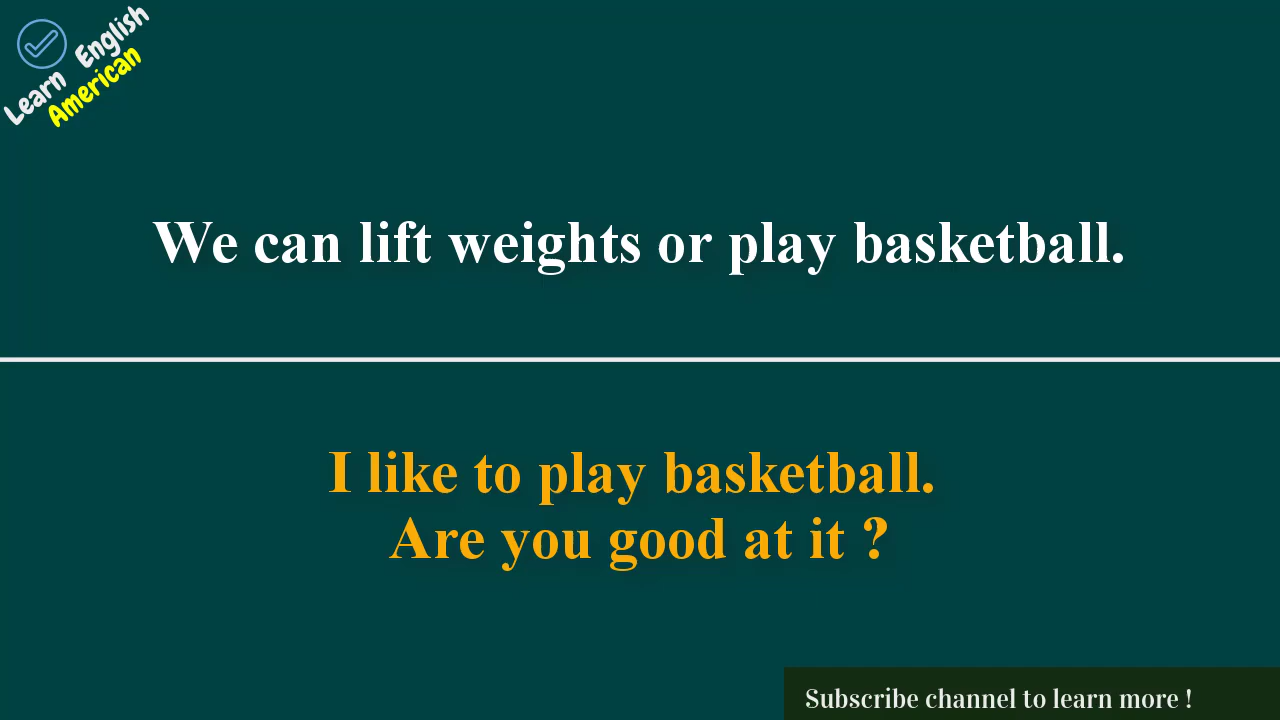 Learn English
American
We can lift weights or play basketball.
I like to play basketball.
Are you good at it ?
Subscribe channel to learn more !